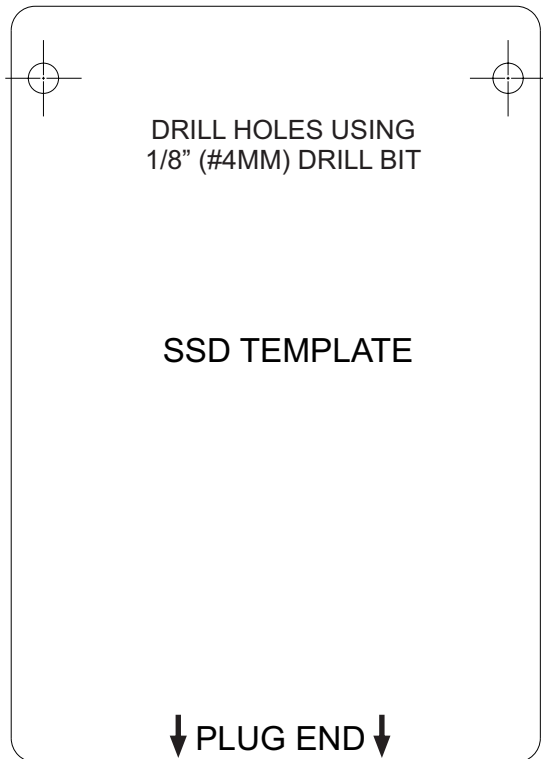 DRILL HOLES USING
1/8” (#4MM) DRILL BIT
SSD TEMPLATE
PLUG END